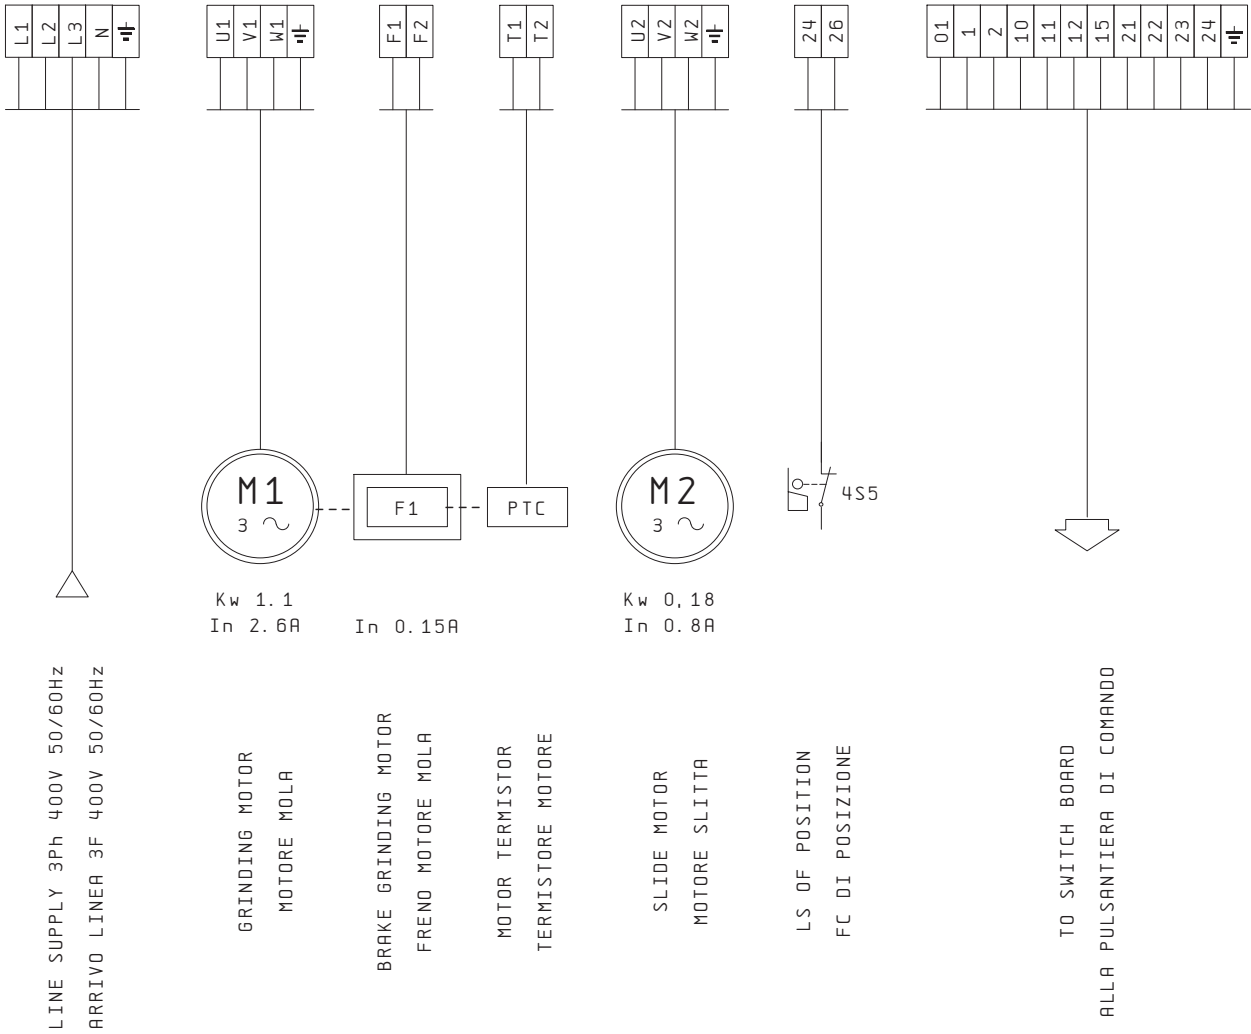 L1 L2 L3 N
U1 V1 W1
F1 F2
T1 T2
U2 V2 W2
24 26
01 1 2 10 11 12 15 21 22 23 24
M1
3
F1
PTC
M2
3
4S5
Kw 1.1
In 2.6A
In 0.15A
Kw 0,18
In 0.8A
LINE SUPPLY 3Ph 400V 50/60Hz
ARRIVO LINEA 3F 400V 50/60Hz
GRINDING MOTOR
MOTORE MOLA
BRAKE GRINDING MOTOR
FRENO MOTORE MOLA
MOTOR TERMISTOR
TERMISTORE MOTORE
SLIDE MOTOR
MOTORE SLITTA
LS OF POSITION
FC DI POSIZIONE
TO SWITCH BOARD
ALLA PULSANTIERA DI COMANDO